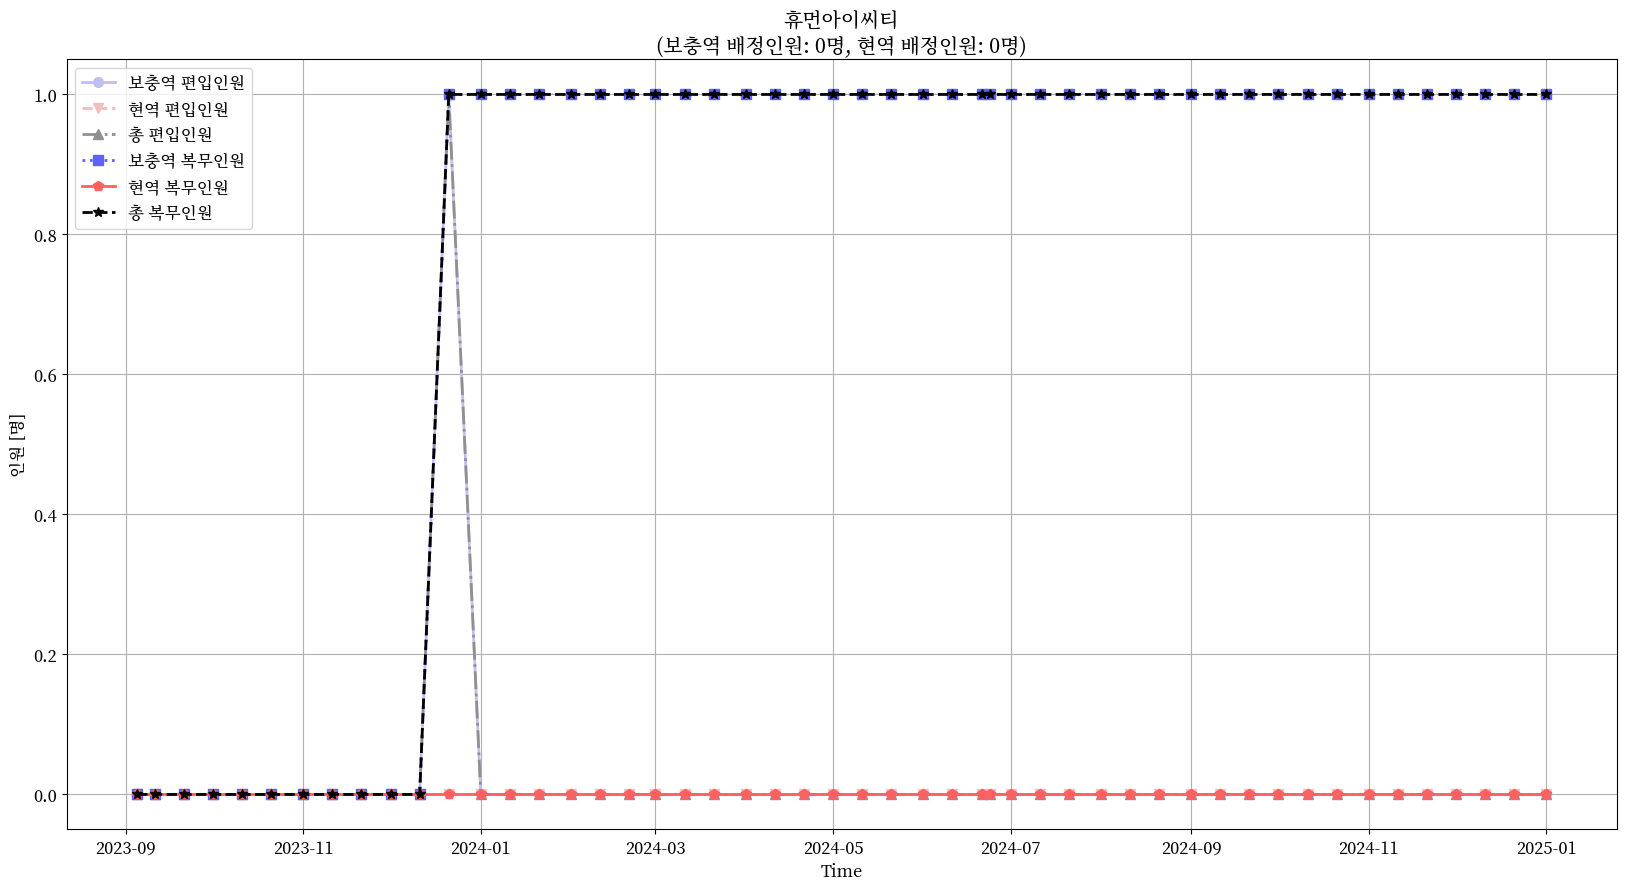 휴먼아이씨티
(보충역 배정인원: 0명, 현역 배정인원: 0명)
보충역 편입인원
현역 편입인원
총 편입인원
보충역 복무인원
현역 복무인원
총 복무인원
인원 [명]
1.0
0.8
0.6
0.4
0.2
0.0
2023-09
2023-11
2024-01
2024-03
2024-05
2024-07
2024-09
2024-11
2025-01
Time